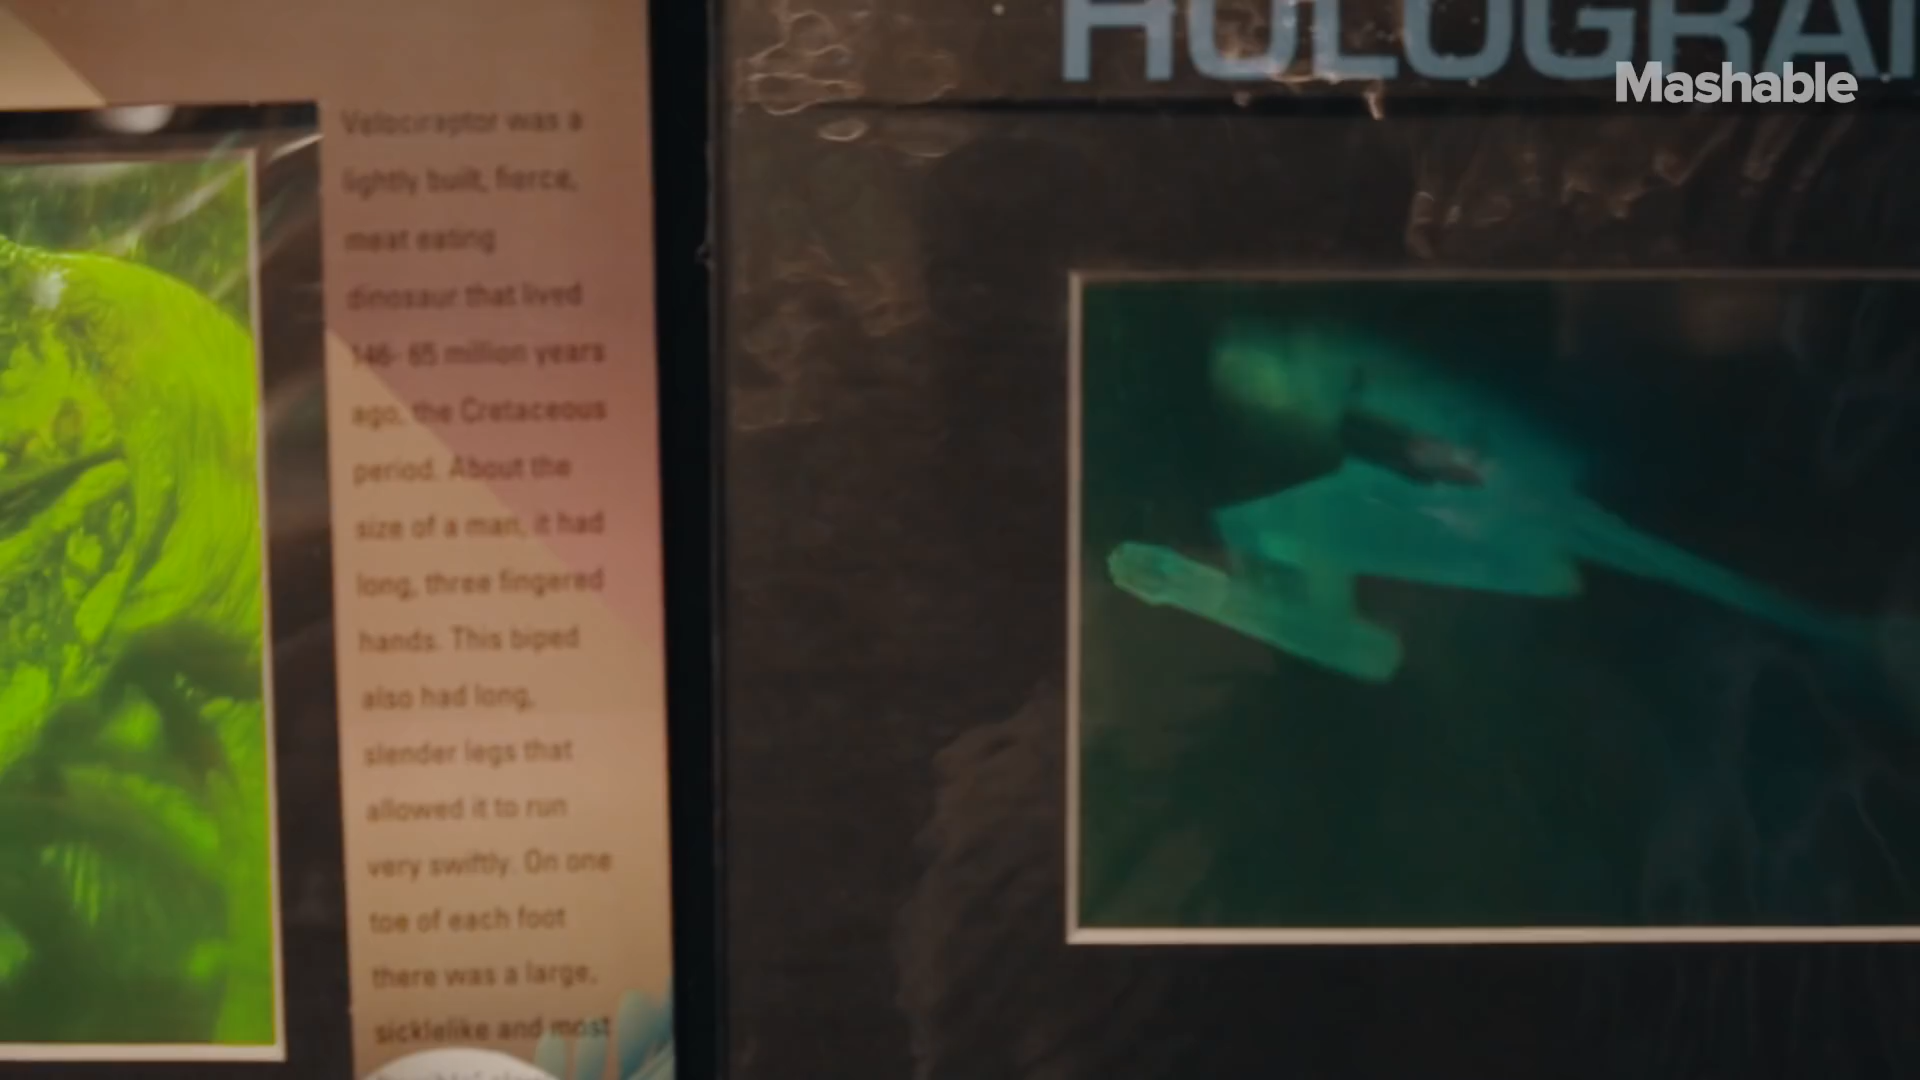 Velociraptor was a
lightly built, fierce,
meat eating
dinosaur that lived
146- 65 million years
ago, the Cretaceous
period. About the
size of a man, it had
long, three fingered
hands. This biped
also had long,
slender legs that
allowed it to run
very swiftly. On one
toe of each foot
there was a large,
sicklelike and most
HOLOGRA
Mashable